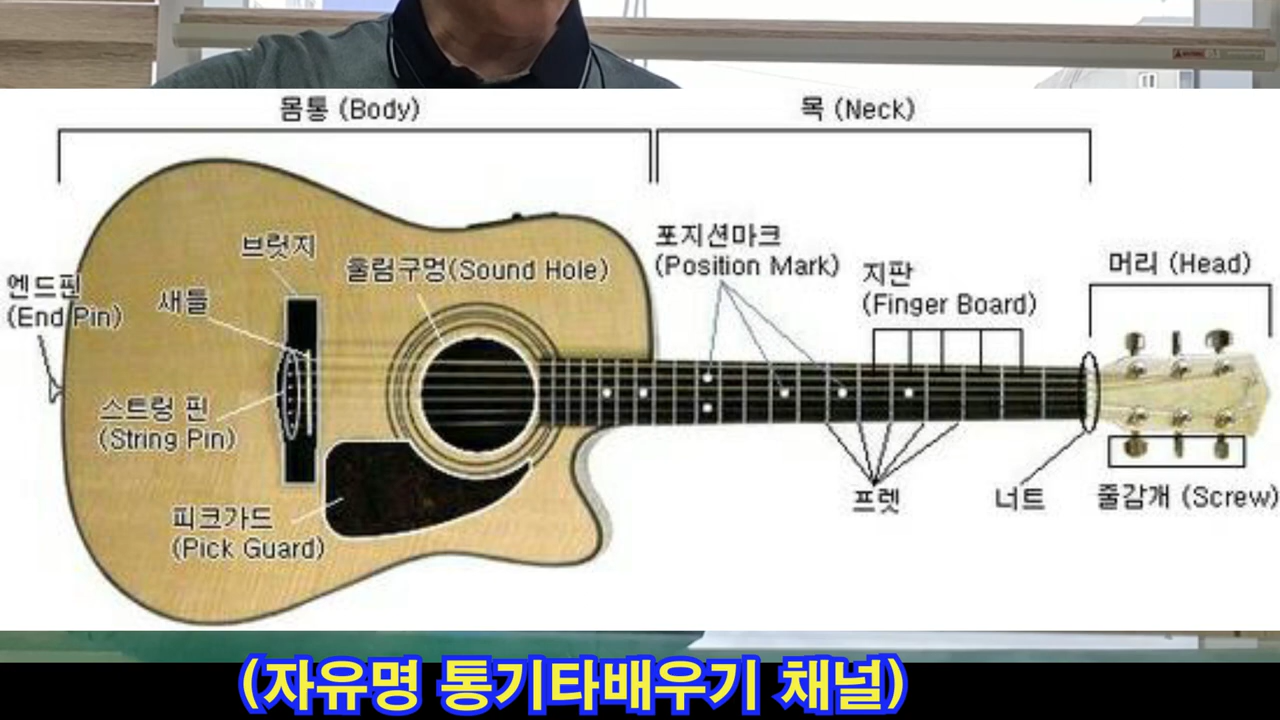 몸통 (Body)
목 (Neck)
브릿지
울림구멍(Sound Hole)
포지션마크
(Position Mark)
지판
(Finger Board)
머리 (Head)
엔드핀
(End Pin)
새들
스트링 핀
(String Pin)
피크가드
(Pick Guard)
프렛
너트
줄감개 (Screw)
(자유명 통기타배우기 채널)